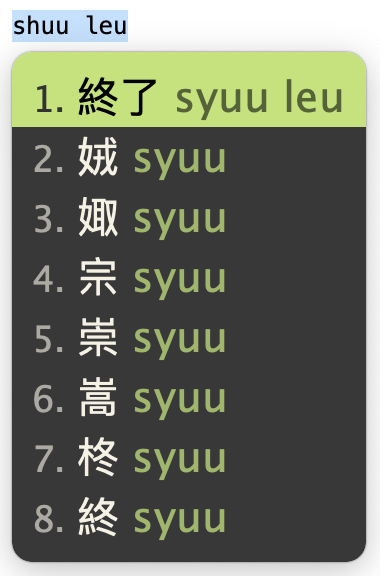 shuu leu
1. 終了 syuu leu
2. 娀 syuu
3. 娵 syuu
4. 宗 syuu
5. 崇 syuu
6. 嵩 syuu
7. 柊 syuu
8. 終 syuu